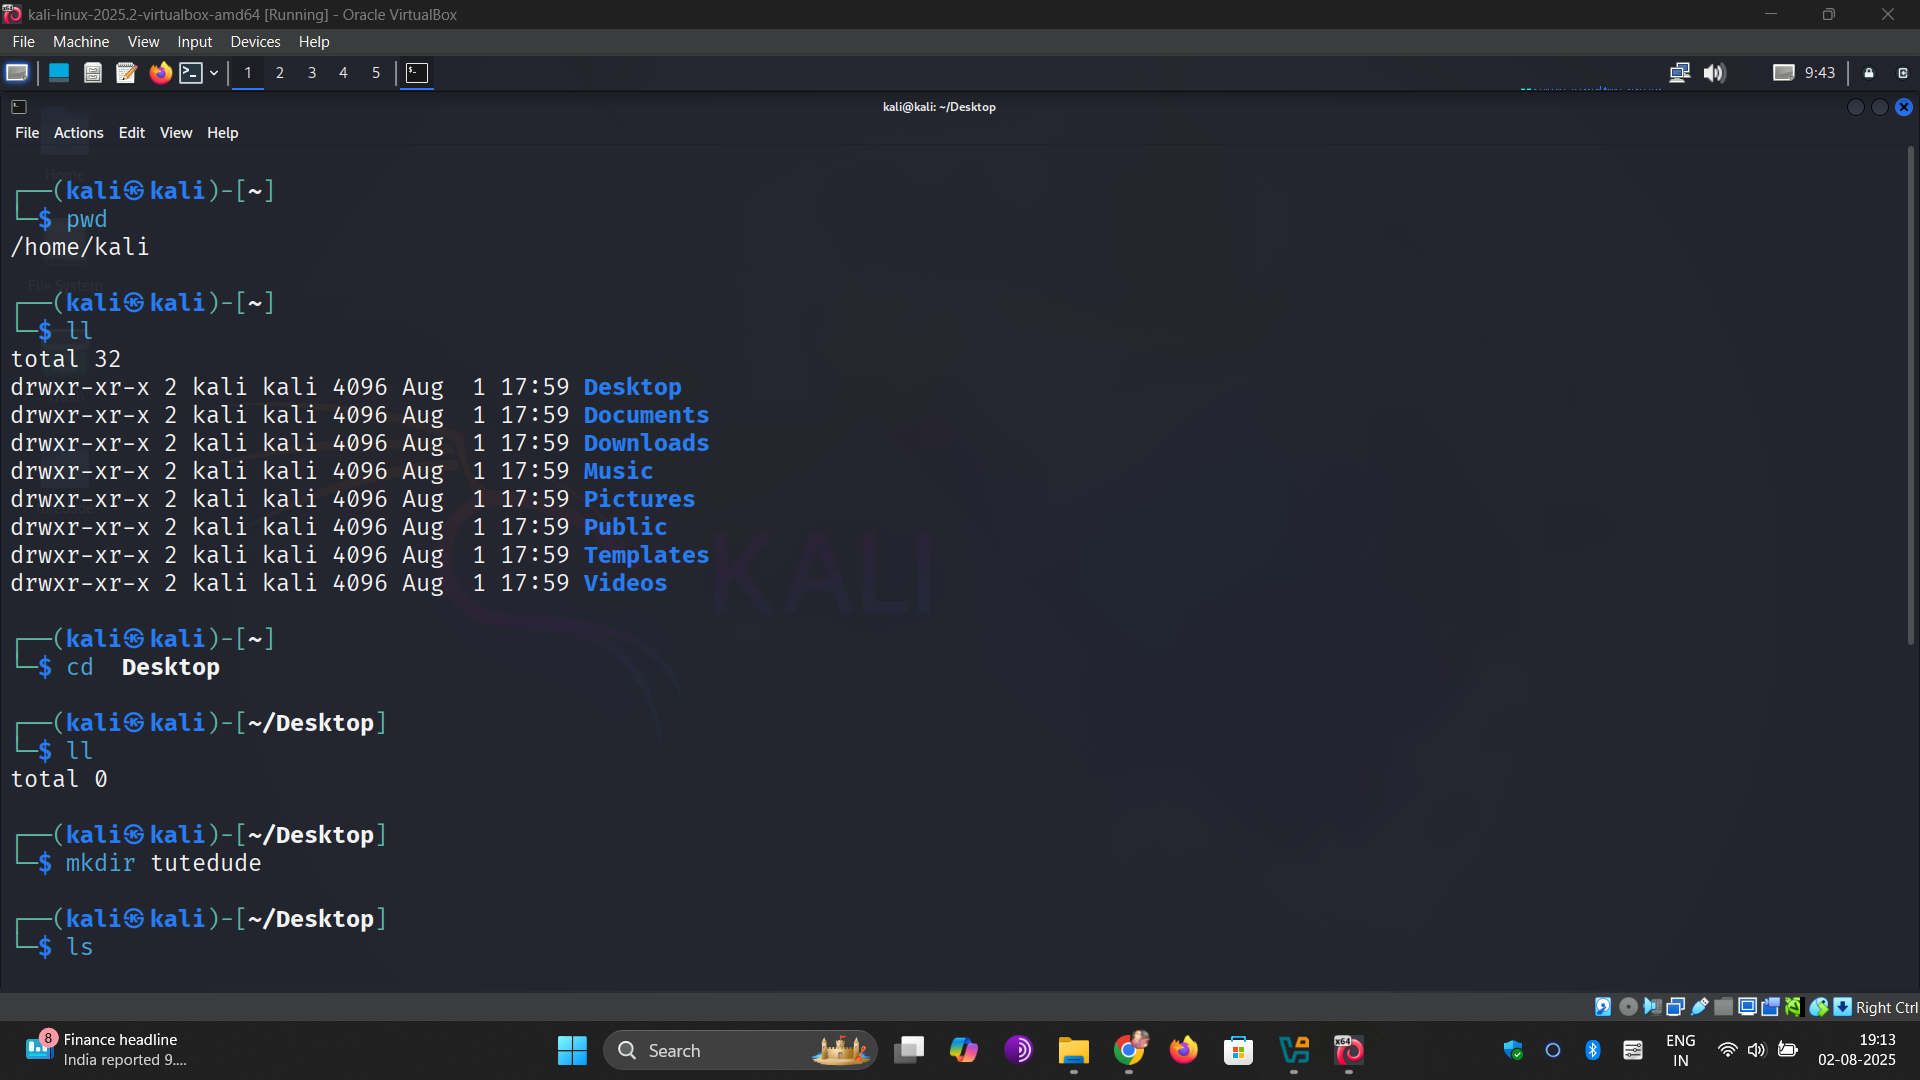 kali-linux-2025.2-virtualbox-amd64 [Running] - Oracle VirtualBox
File Machine View Input Devices Help
1 2 3 4 5 9:43
kali@kali: ~/Desktop
File Actions Edit View Help
Home
┌──(kali㉿kali)-[~]
└─$ pwd
/home/kali
File System
┌──(kali㉿kali)-[~]
└─$ ll
total 32
drwxr-xr-x 2 kali kali 4096 Aug  1 17:59 Desktop
drwxr-xr-x 2 kali kali 4096 Aug  1 17:59 Documents
drwxr-xr-x 2 kali kali 4096 Aug  1 17:59 Downloads
drwxr-xr-x 2 kali kali 4096 Aug  1 17:59 Music
drwxr-xr-x 2 kali kali 4096 Aug  1 17:59 Pictures
drwxr-xr-x 2 kali kali 4096 Aug  1 17:59 Public
drwxr-xr-x 2 kali kali 4096 Aug  1 17:59 Templates
drwxr-xr-x 2 kali kali 4096 Aug  1 17:59 Videos
KALI
┌──(kali㉿kali)-[~]
└─$ cd  Desktop
┌──(kali㉿kali)-[~/Desktop]
└─$ ll
total 0
┌──(kali㉿kali)-[~/Desktop]
└─$ mkdir tutedude
┌──(kali㉿kali)-[~/Desktop]
└─$ ls
Right Ctrl
8
Finance headline
India reported 9....
Search
x64
ENG
IN
19:13
02-08-2025